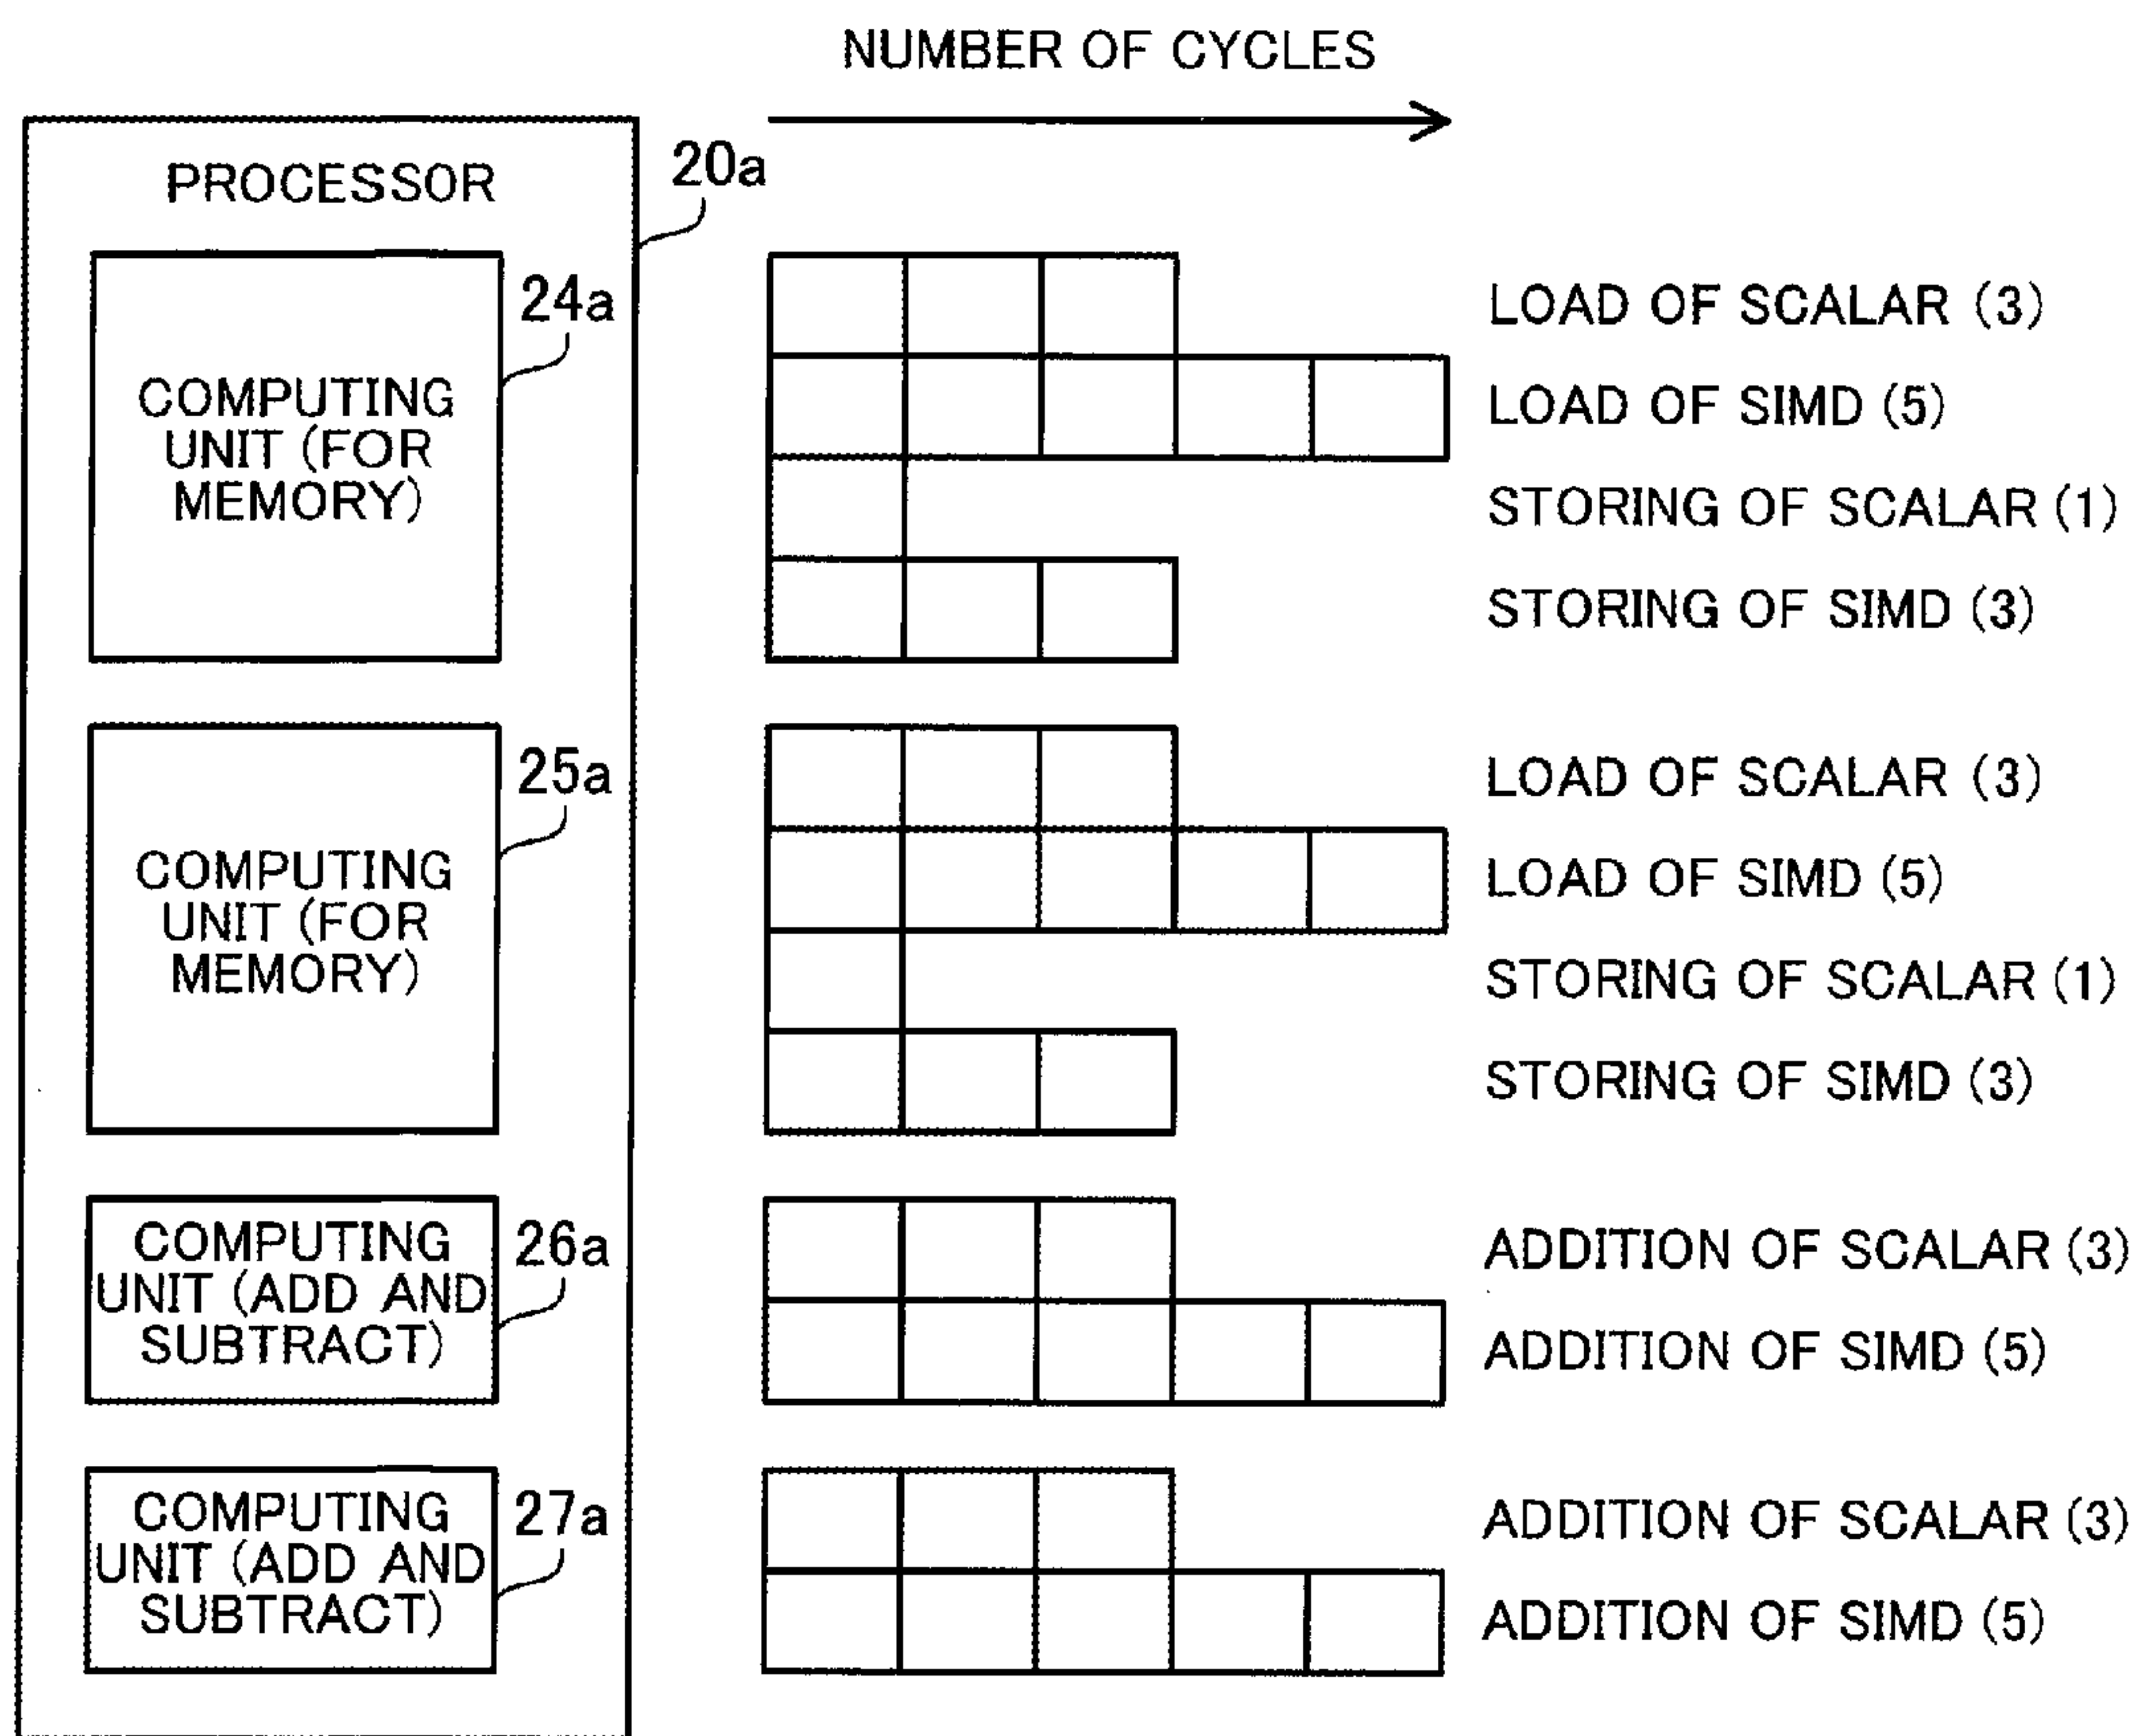 NUMBER OF CYCLES
PROCESSOR
20a
COMPUTING
UNIT (FOR
MEMORY)
24a
LOAD OF SCALAR (3)
LOAD OF SIMD (5)
STORING OF SCALAR (1)
STORING OF SIMD (3)
COMPUTING
UNIT (FOR
MEMORY)
25a
LOAD OF SCALAR (3)
LOAD OF SIMD (5)
STORING OF SCALAR (1)
STORING OF SIMD (3)
COMPUTING
UNIT (ADD AND
SUBTRACT)
26a
ADDITION OF SCALAR (3)
ADDITION OF SIMD (5)
COMPUTING
UNIT (ADD AND
SUBTRACT)
27a
ADDITION OF SCALAR (3)
ADDITION OF SIMD (5)